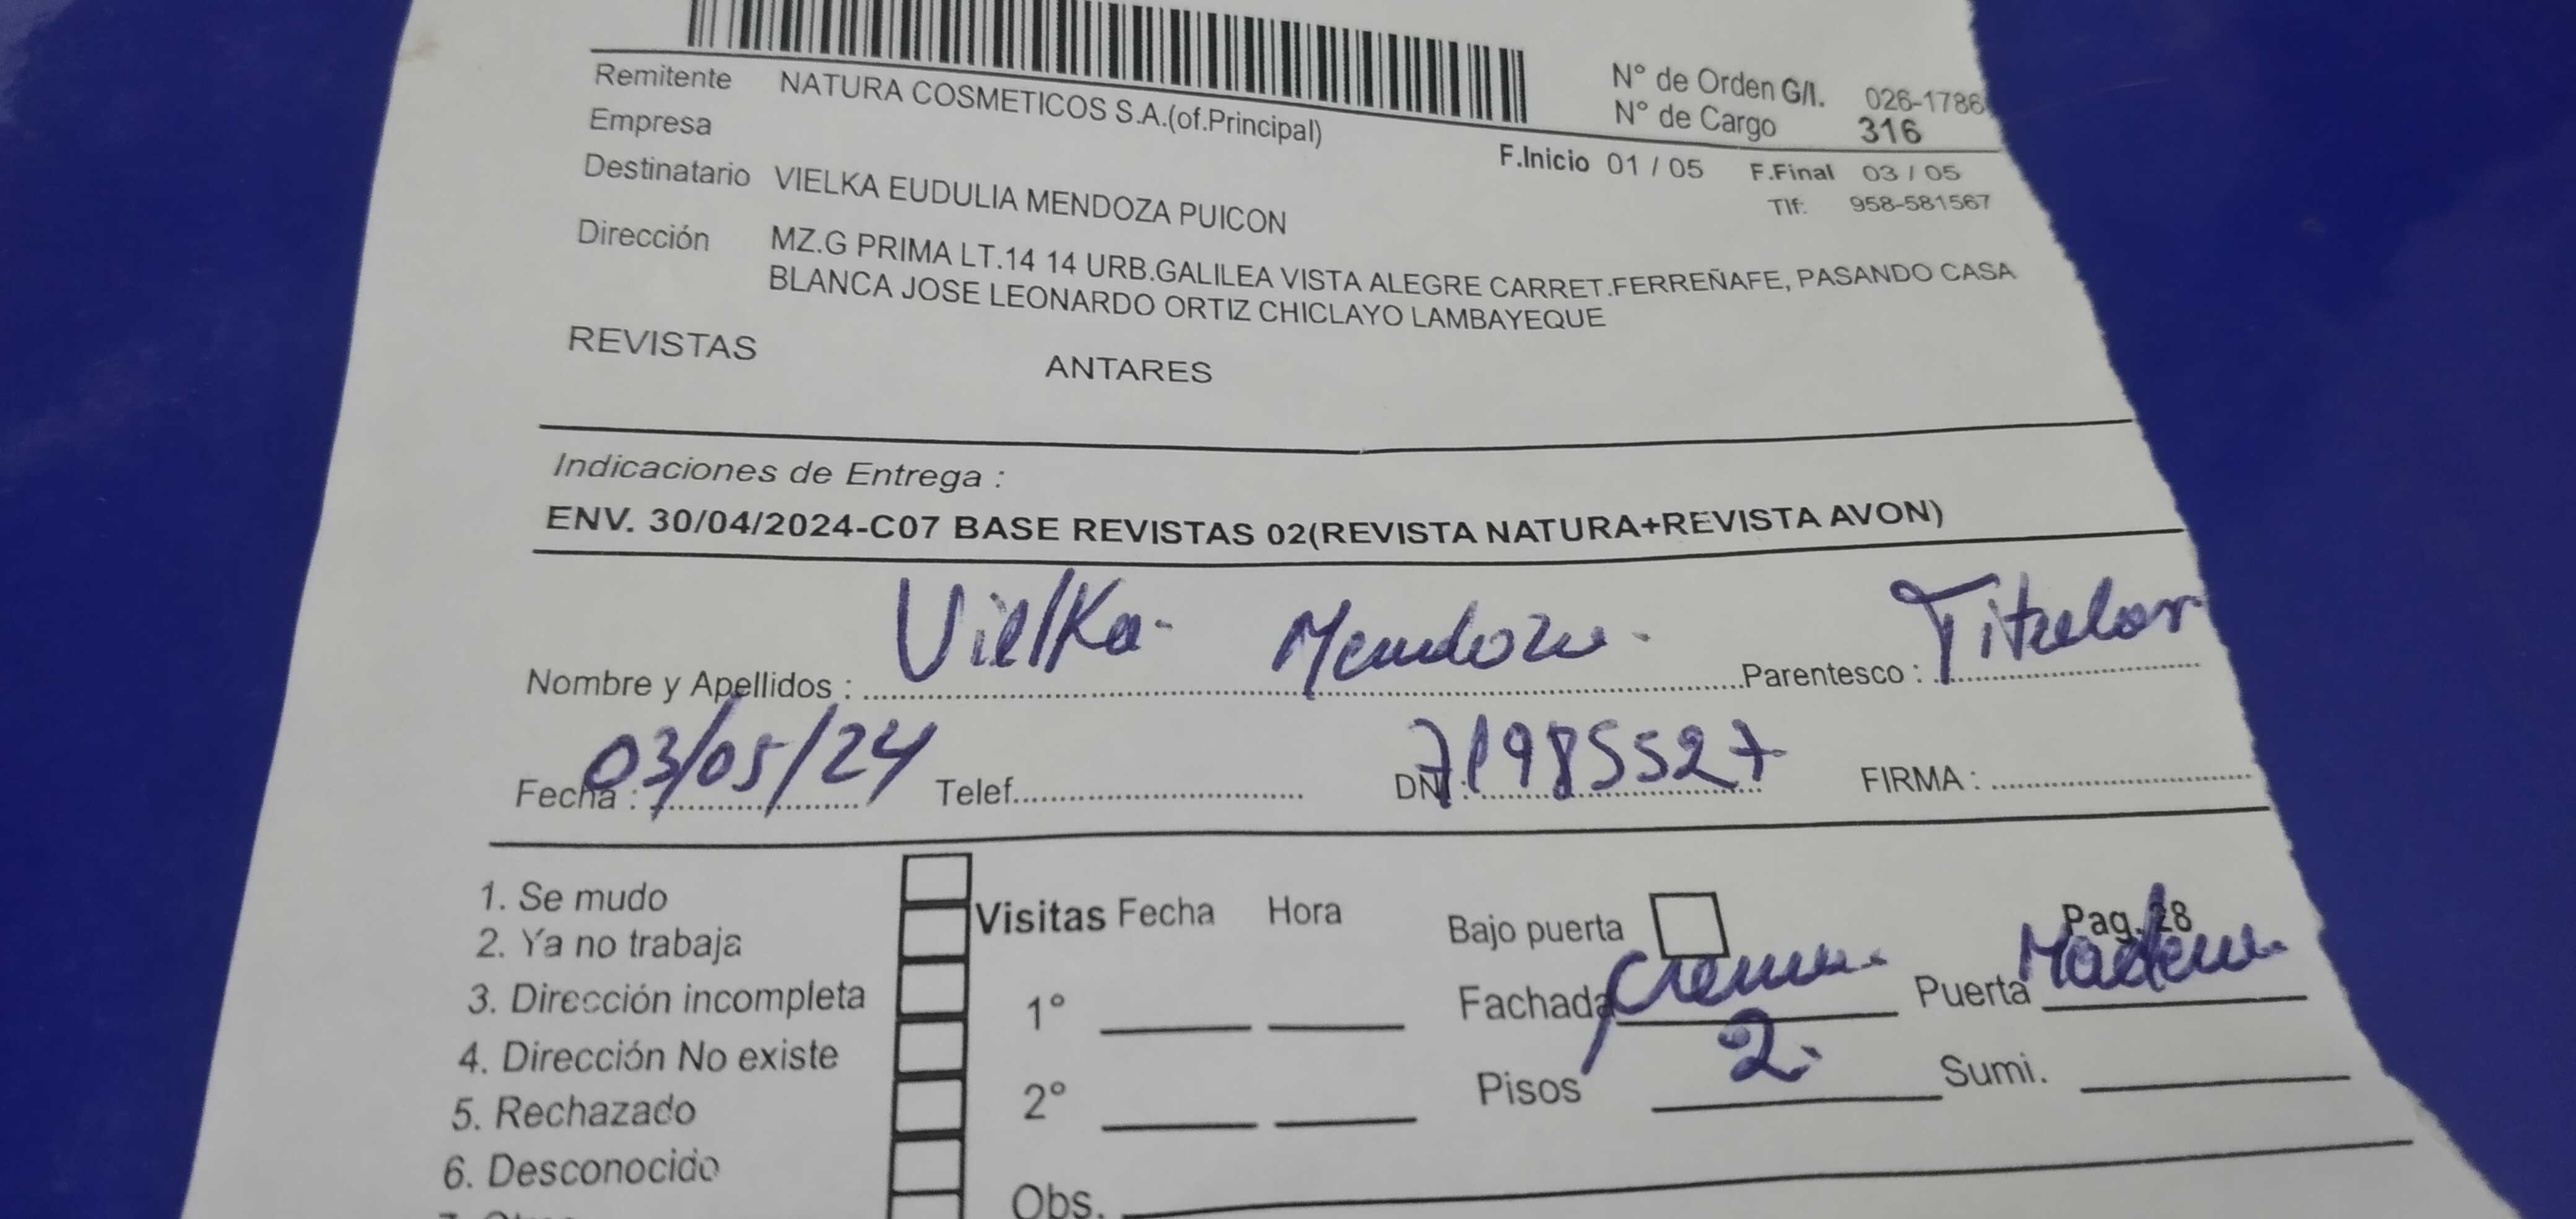 Remitente NATURA COSMETICOS S.A.(of.Principal)
N° de Orden G/I. 026-1786
Empresa
N° de Cargo 316
Destinatario VIELKA EUDULIA MENDOZA PUICON
F.Inicio 01 / 05 F.Final 03 / 05
Tlf: 958-581567
Dirección MZ.G PRIMA LT.14 14 URB.GALILEA VISTA ALEGRE CARRET.FERREÑAFE, PASANDO CASA
BLANCA JOSE LEONARDO ORTIZ CHICLAYO LAMBAYEQUE
REVISTAS ANTARES
Indicaciones de Entrega :
ENV. 30/04/2024-C07 BASE REVISTAS 02(REVISTA NATURA+REVISTA AVON)
Nombre y Apellidos : Vielka Mendoza Parentesco : Titular
Fecha : 03/05/24 Telef. DNI : 71985527 FIRMA :
1. Se mudo
2. Ya no trabaja
3. Dirección incompleta
4. Dirección No existe
5. Rechazado
6. Desconocido
Visitas Fecha Hora
1°
2°
Obs.
Bajo puerta Pag. 28
Fachada Crema Puerta Madera
Pisos 2 Sumi.